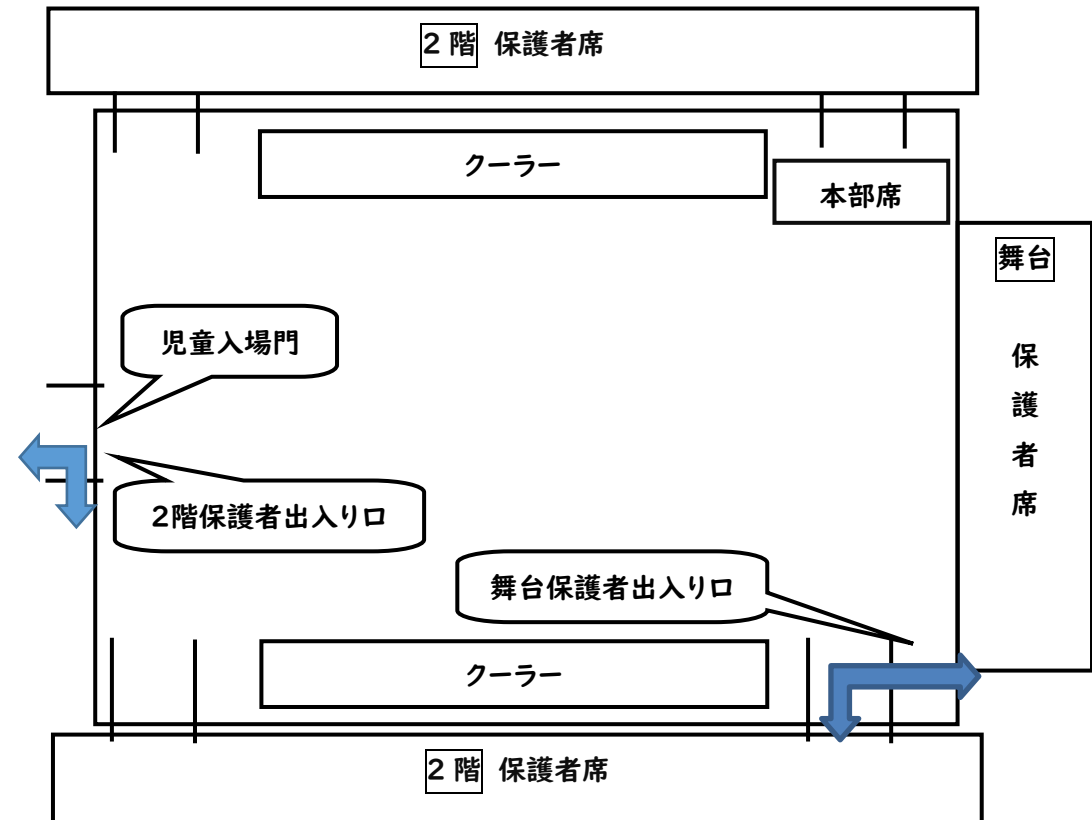 2階 保護者席
クーラー
本部席
舞台
保護者席
児童入場門
2階保護者出入り口
舞台保護者出入り口
クーラー
2階 保護者席